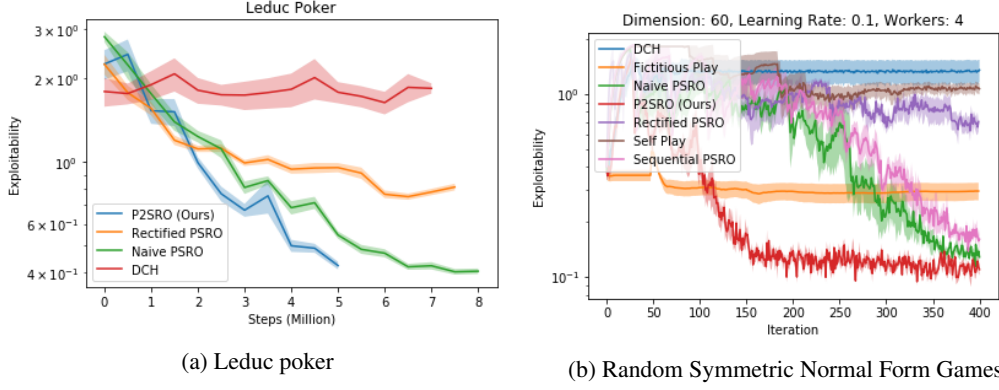 Leduc Poker
3 × 10⁰
2 × 10⁰
10⁰
6 × 10⁻¹
4 × 10⁻¹
Exploitability
P2SRO (Ours)
Rectified PSRO
Naive PSRO
DCH
0 1 2 3 4 5 6 7 8
Steps (Million)
(a) Leduc poker
Dimension: 60, Learning Rate: 0.1, Workers: 4
10⁰
10⁻¹
Exploitability
DCH
Fictitious Play
Naive PSRO
P2SRO (Ours)
Rectified PSRO
Self Play
Sequential PSRO
0 50 100 150 200 250 300 350 400
Iteration
(b) Random Symmetric Normal Form Games